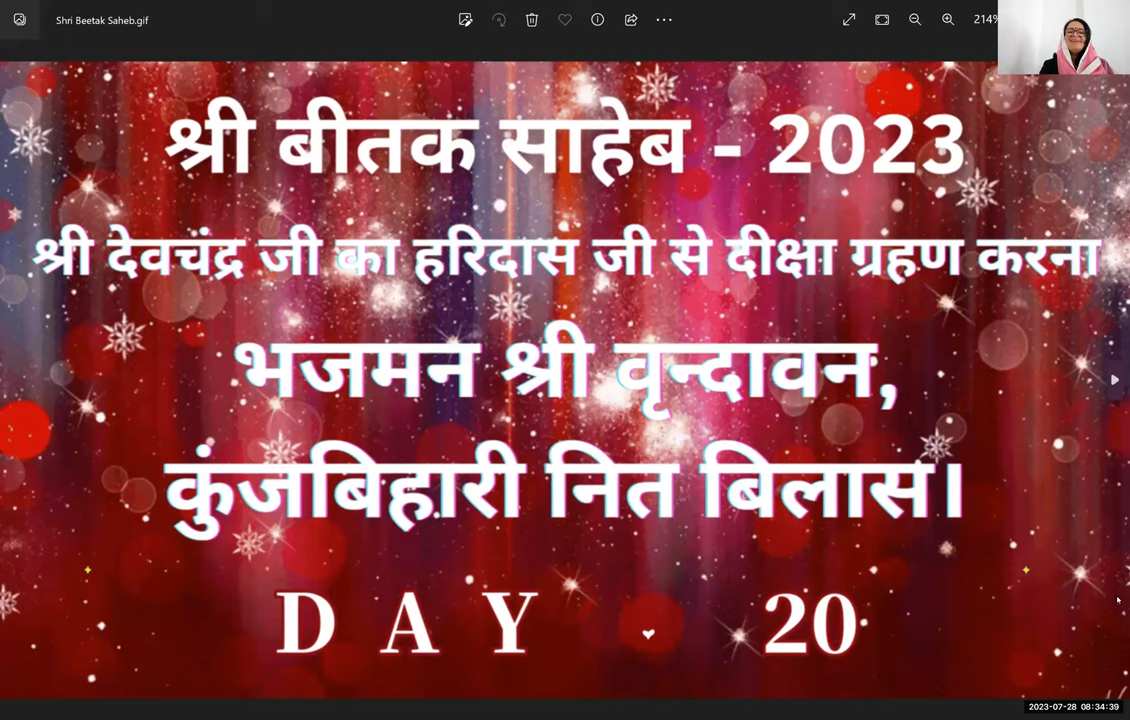 Shri Beetak Saheb.gif
214%
श्री बीतक साहेब - 2023
श्री देवचंद्र जी का हरिदास जी से दीक्षा ग्रहण करना
भजमन श्री वृन्दावन,
कुंजबिहारी नित बिलास।
DAY 20
2023-07-28 08:34:39